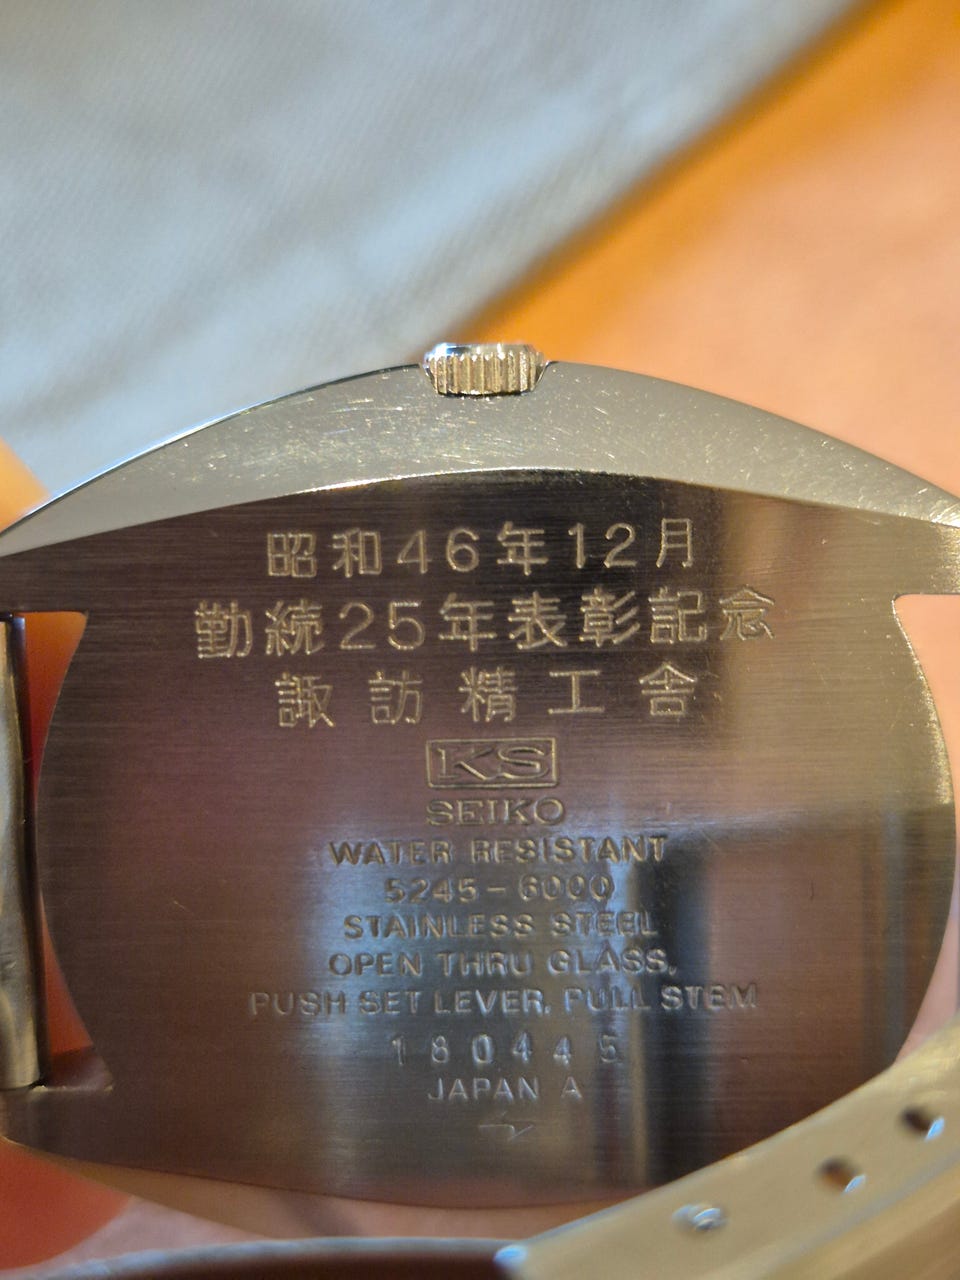 昭和46年12月
勤続25年表彰記念
諏訪精工舎
KS
SEIKO
WATER RESISTANT
5245-6000
STAINLESS STEEL
OPEN THRU GLASS,
PUSH SET LEVER, PULL STEM
180445
JAPAN A